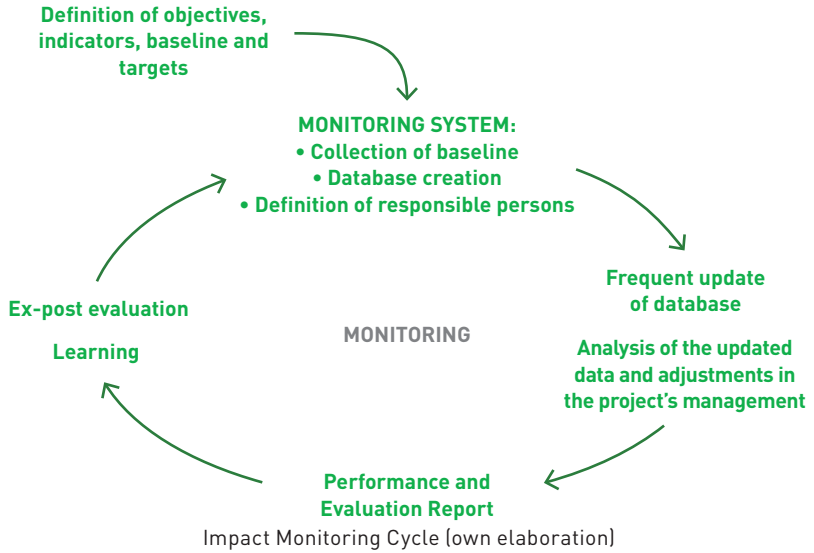 Definition of objectives,
indicators, baseline and
targets
MONITORING SYSTEM:
• Collection of baseline
• Database creation
• Definition of responsible persons
Frequent update
of database
Analysis of the updated
data and adjustments in
the project's management
Performance and
Evaluation Report
Ex-post evaluation
Learning
MONITORING
Impact Monitoring Cycle (own elaboration)